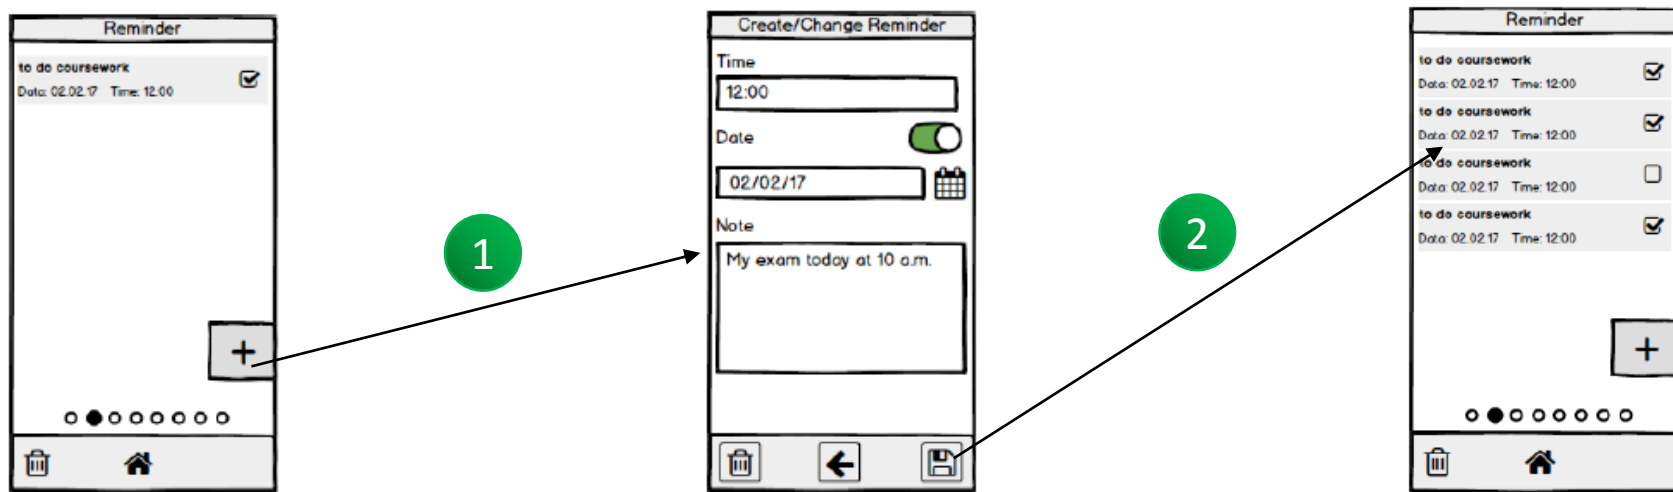 Reminder
to do coursework
Data: 02.02.17 Time: 12:00
1
Create/Change Reminder
Time
12:00
Date
02/02/17
Note
My exam today at 10 a.m.
2
Reminder
to do coursework
Data: 02.02.17 Time: 12:00
to do coursework
Data: 02.02.17 Time: 12:00
to do coursework
Data: 02.02.17 Time: 12:00
to do coursework
Data: 02.02.17 Time: 12:00